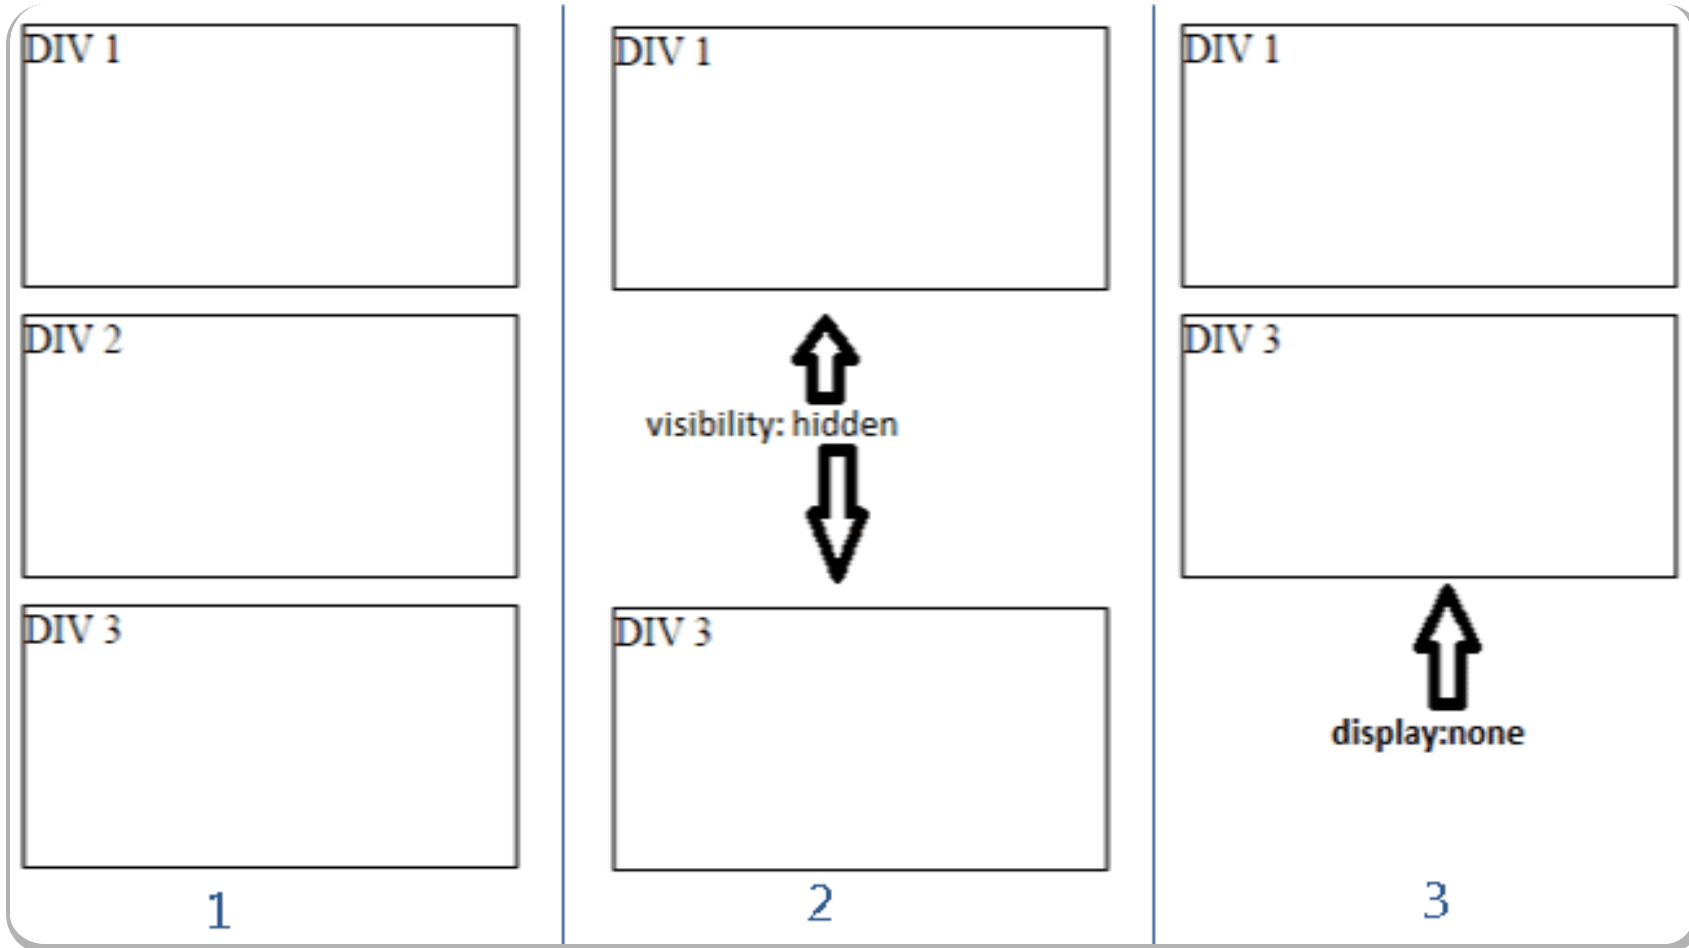 DIV 1
DIV 2
DIV 3
1
DIV 1
visibility: hidden
DIV 3
2
DIV 1
DIV 3
display:none
3